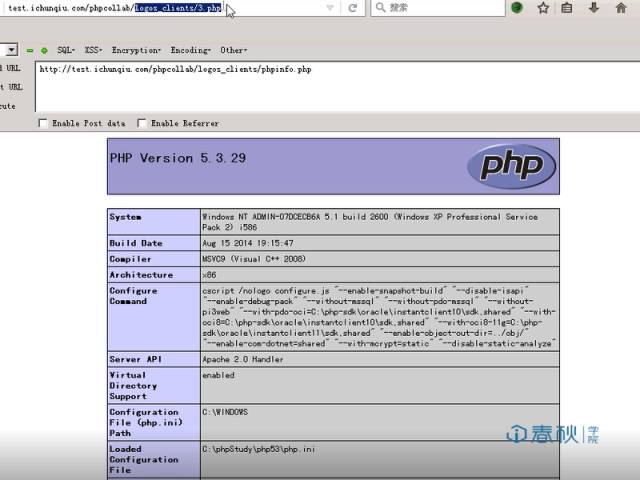 test.ichunqiu.com/phpcollab/logos_clients/3.php
搜索
SQL- XSS- Encryption- Encoding- Other-
URL
http://test.ichunqiu.com/phpcollab/logos_clients/phpinfo.php
URL
cute
Enable Post data Enable Referrer
PHP Version 5.3.29
php
System Windows NT ADMIN-07DCECB6A 5.1 build 2600 (Windows XP Professional Service
Pack 2) i586
Build Date Aug 15 2014 19:15:47
Compiler MSVC9 (Visual C++ 2008)
Architecture x86
Configure cscript /nologo configure.js "--enable-snapshot-build" "--disable-isapi"
Command "--enable-debug-pack" "--without-mssql" "--without-pdo-mssql" "--without-
pi3web" "--with-pdo-oci=C:\php-sdk\oracle\instantclient10\sdk,shared" "--with-
oci8=C:\php-sdk\oracle\instantclient10\sdk,shared" "--with-oci8-11g=C:\php-
sdk\oracle\instantclient11\sdk,shared" "--enable-object-out-dir=../obj/"
"--enable-com-dotnet=shared" "--with-mcrypt=static" "--disable-static-analyze"
Server API Apache 2.0 Handler
Virtual enabled
Directory
Support
Configuration C:\WINDOWS
File (php.ini)
Path
Loaded C:\phpStudy\php53\php.ini
Configuration
File
i春秋 学院